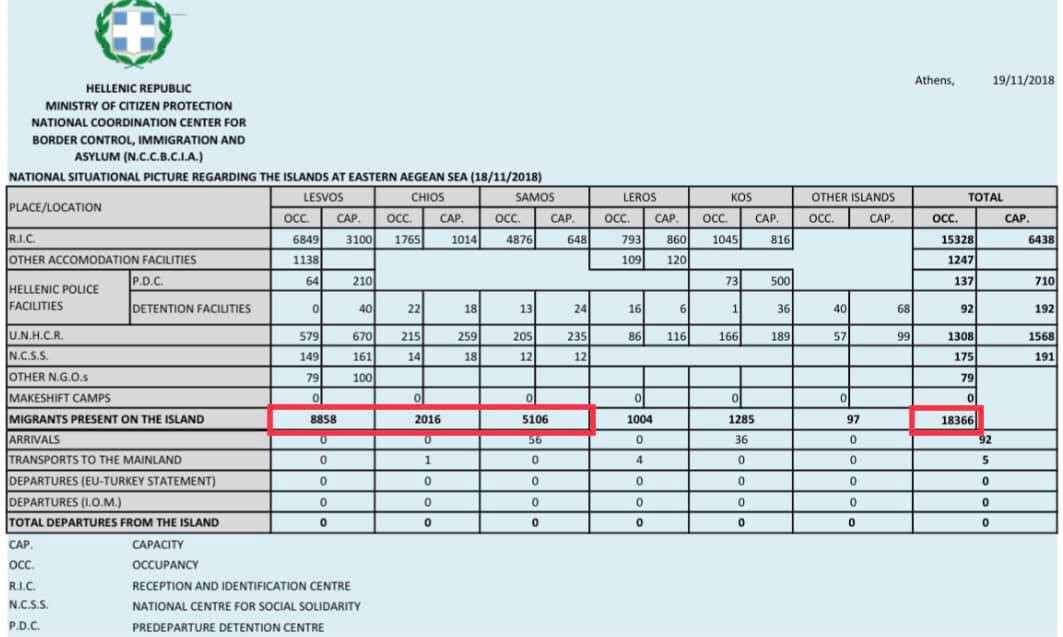 HELLENIC REPUBLIC
MINISTRY OF CITIZEN PROTECTION
NATIONAL COORDINATION CENTER FOR
BORDER CONTROL, IMMIGRATION AND
ASYLUM (N.C.C.B.C.I.A.)
Athens, 19/11/2018
NATIONAL SITUATIONAL PICTURE REGARDING THE ISLANDS AT EASTERN AEGEAN SEA (18/11/2018)
PLACE/LOCATION LESVOS CHIOS SAMOS LEROS KOS OTHER ISLANDS TOTAL
OCC. CAP. OCC. CAP. OCC. CAP. OCC. CAP. OCC. CAP. OCC. CAP. OCC. CAP.
R.I.C. 6849 3100 1765 1014 4876 648 793 860 1045 816 15328 6438
OTHER ACCOMODATION FACILITIES 1138 109 120 1247
HELLENIC POLICE FACILITIES P.D.C. 64 210 73 500 137 710
DETENTION FACILITIES 0 40 22 18 13 24 16 6 1 36 40 68 92 192
U.N.H.C.R. 579 670 215 259 205 235 86 116 166 189 57 99 1308 1568
N.C.S.S. 149 161 14 18 12 12 175 191
OTHER N.G.O.s 79 100 79
MAKESHIFT CAMPS 0 0 0 0 0 0 0
MIGRANTS PRESENT ON THE ISLAND 8858 2016 5106 1004 1285 97 18366
ARRIVALS 0 0 56 0 36 0 92
TRANSPORTS TO THE MAINLAND 0 1 0 4 0 0 5
DEPARTURES (EU-TURKEY STATEMENT) 0 0 0 0 0 0 0
DEPARTURES (I.O.M.) 0 0 0 0 0 0 0
TOTAL DEPARTURES FROM THE ISLAND 0 0 0 0 0 0 0
CAP. CAPACITY
OCC. OCCUPANCY
R.I.C. RECEPTION AND IDENTIFICATION CENTRE
N.C.S.S. NATIONAL CENTRE FOR SOCIAL SOLIDARITY
P.D.C. PREDEPARTURE DETENTION CENTRE